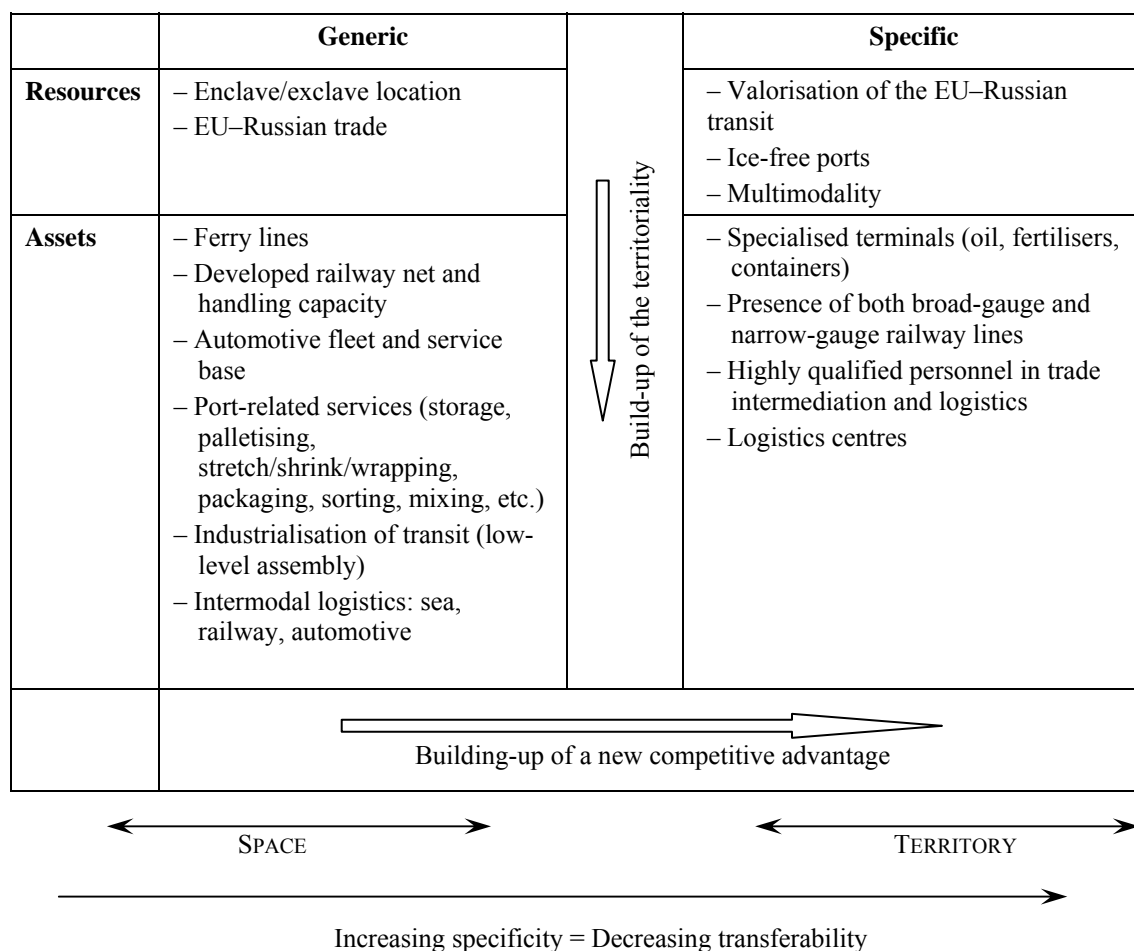 Generic
Specific
Resources
– Enclave/exclave location
– EU–Russian trade
Build-up of the territoriality
– Valorisation of the EU–Russian
transit
– Ice-free ports
– Multimodality
Assets
– Ferry lines
– Developed railway net and
handling capacity
– Automotive fleet and service
base
– Port-related services (storage,
palletising,
stretch/shrink/wrapping,
packaging, sorting, mixing, etc.)
– Industrialisation of transit (low-
level assembly)
– Intermodal logistics: sea,
railway, automotive
– Specialised terminals (oil, fertilisers,
containers)
– Presence of both broad-gauge and
narrow-gauge railway lines
– Highly qualified personnel in trade
intermediation and logistics
– Logistics centres
Building-up of a new competitive advantage
SPACE
TERRITORY
Increasing specificity = Decreasing transferability